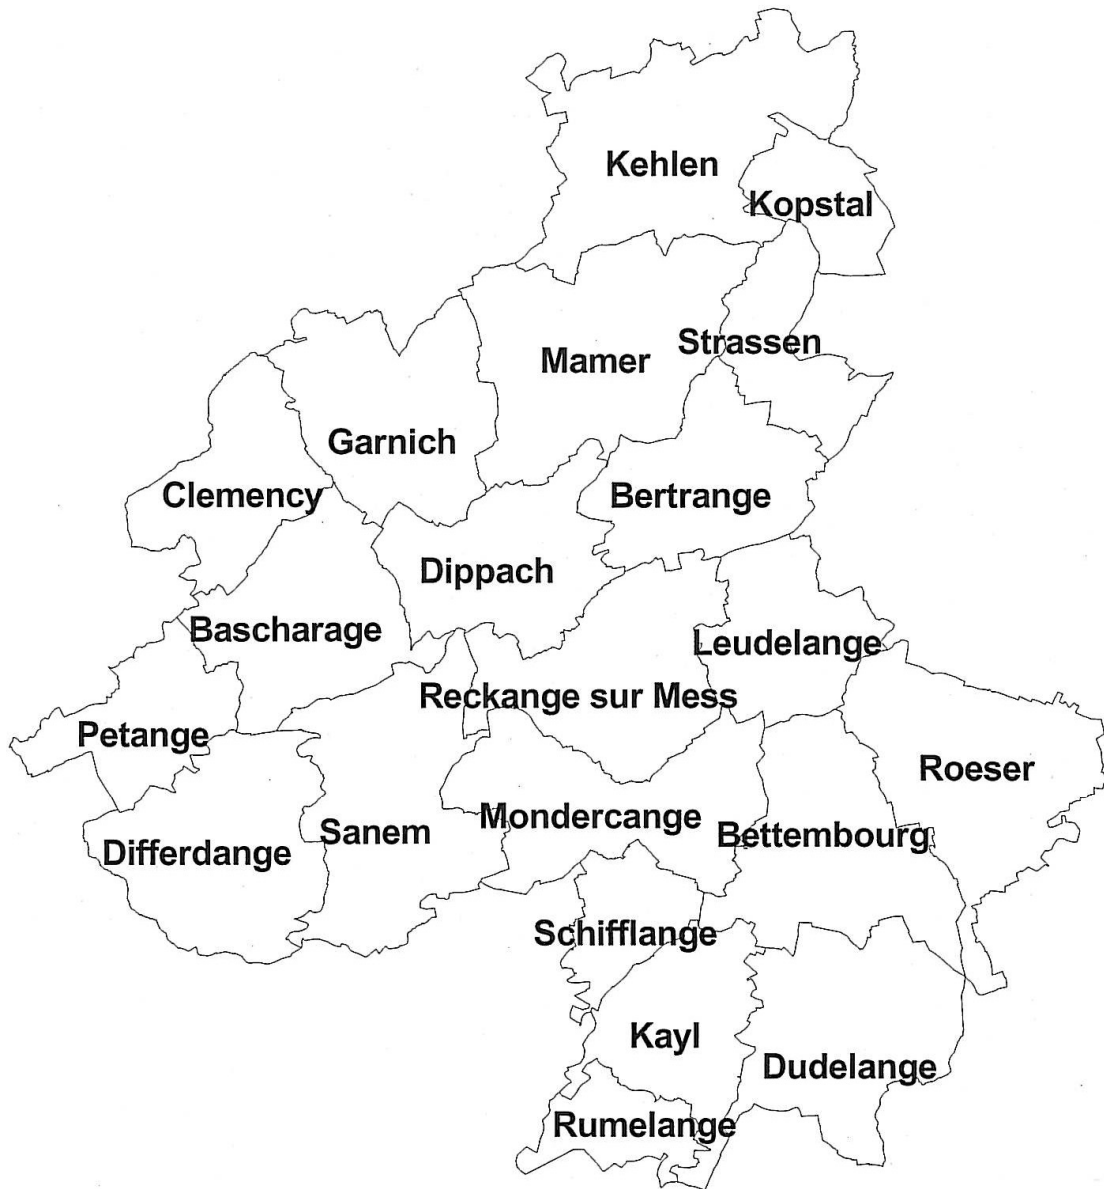 Kehlen
Kopstal
Strassen
Mamer
Garnich
Clemency
Bertrange
Dippach
Bascharage
Leudelange
Reckange sur Mess
Petange
Roeser
Mondercange
Sanem
Bettembourg
Differdange
Schifflange
Kayl
Dudelange
Rumelange